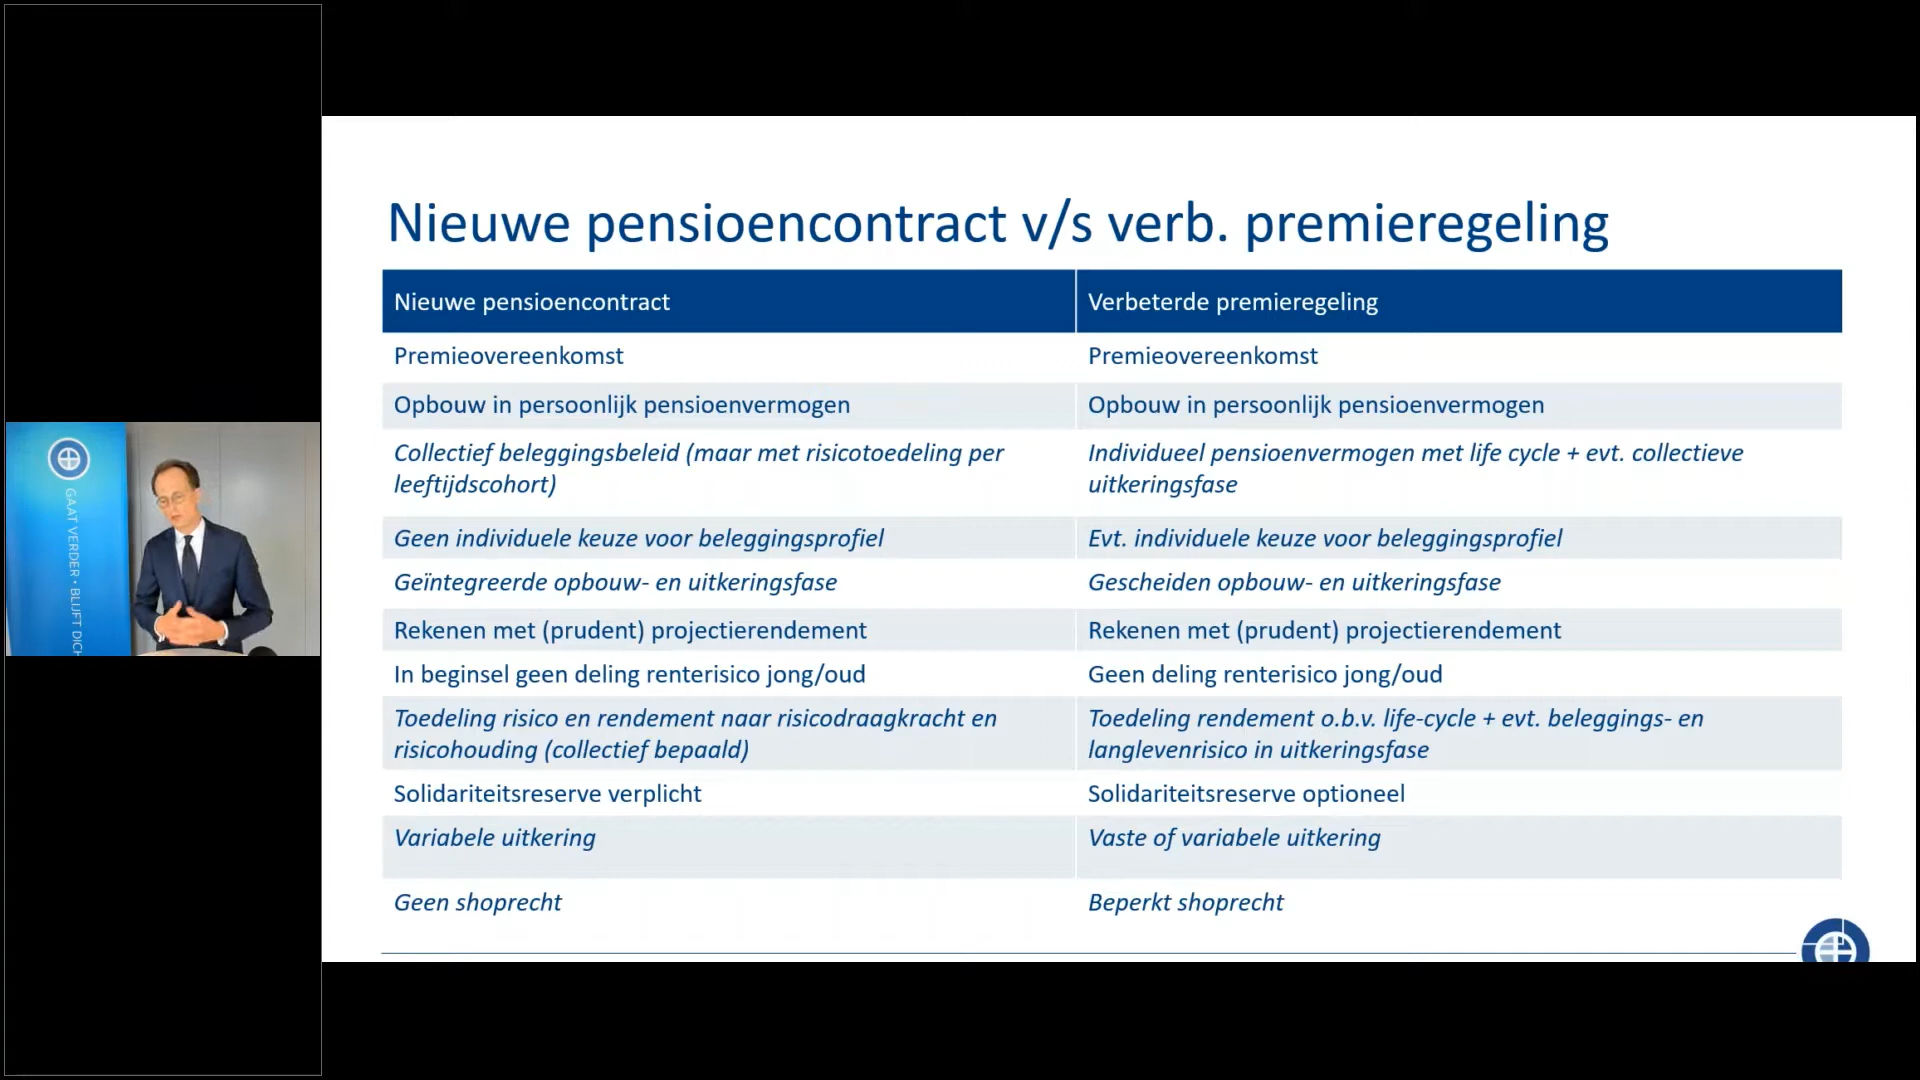 Nieuwe pensioencontract v/s verb. premieregeling
Nieuwe pensioencontract
Verbeterde premieregeling
Premieovereenkomst
Premieovereenkomst
Opbouw in persoonlijk pensioenvermogen
Opbouw in persoonlijk pensioenvermogen
Collectief beleggingsbeleid (maar met risicotoedeling per
leeftijdscohort)
Individueel pensioenvermogen met life cycle + evt. collectieve
uitkeringsfase
Geen individuele keuze voor beleggingsprofiel
Evt. individuele keuze voor beleggingsprofiel
Geïntegreerde opbouw- en uitkeringsfase
Gescheiden opbouw- en uitkeringsfase
Rekenen met (prudent) projectierendement
Rekenen met (prudent) projectierendement
In beginsel geen deling renterisico jong/oud
Geen deling renterisico jong/oud
Toedeling risico en rendement naar risicodraagkracht en
risicohouding (collectief bepaald)
Toedeling rendement o.b.v. life-cycle + evt. beleggings- en
langlevenrisico in uitkeringsfase
Solidariteitsreserve verplicht
Solidariteitsreserve optioneel
Variabele uitkering
Vaste of variabele uitkering
Geen shoprecht
Beperkt shoprecht
GAAT VERDER • BLIJFT DICH